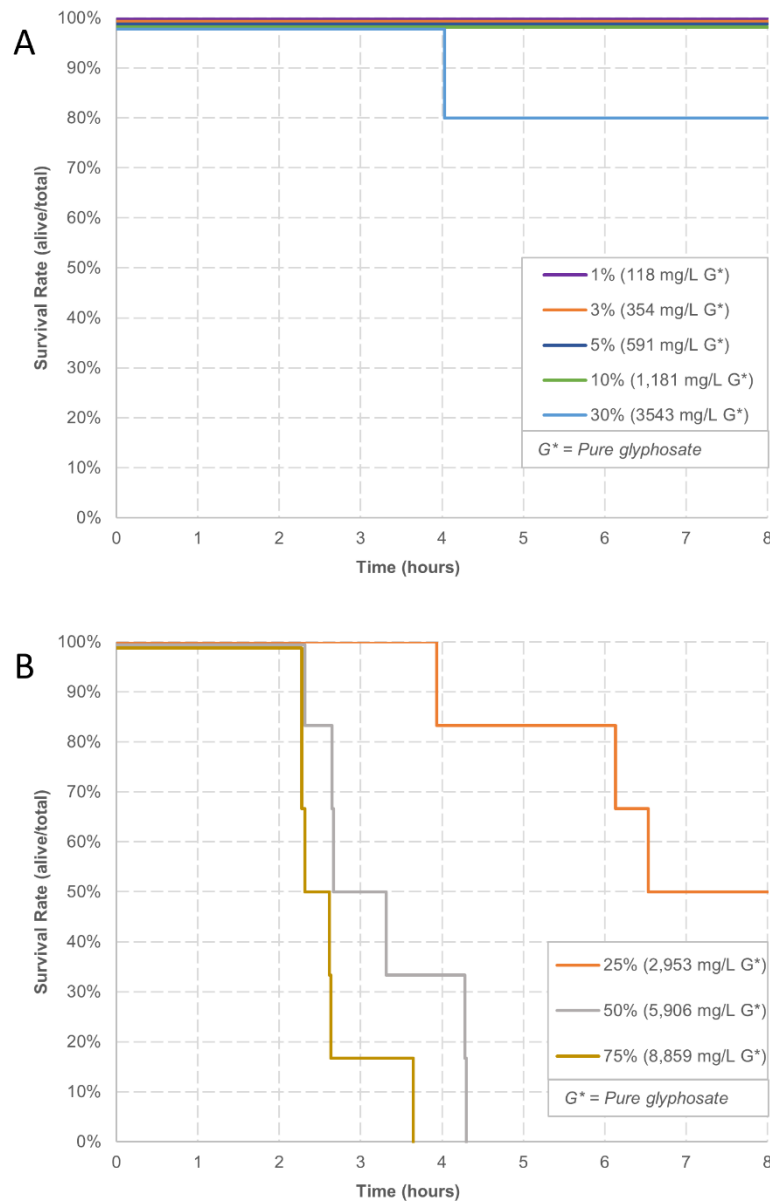 A
100%
90%
80%
70%
60%
50%
40%
30%
20%
10%
0%
Survival Rate (alive/total)
1% (118 mg/L G*)
3% (354 mg/L G*)
5% (591 mg/L G*)
10% (1,181 mg/L G*)
30% (3543 mg/L G*)
G* = Pure glyphosate
0 1 2 3 4 5 6 7 8
Time (hours)
B
100%
90%
80%
70%
60%
50%
40%
30%
20%
10%
0%
Survival Rate (alive/total)
25% (2,953 mg/L G*)
50% (5,906 mg/L G*)
75% (8,859 mg/L G*)
G* = Pure glyphosate
0 1 2 3 4 5 6 7 8
Time (hours)